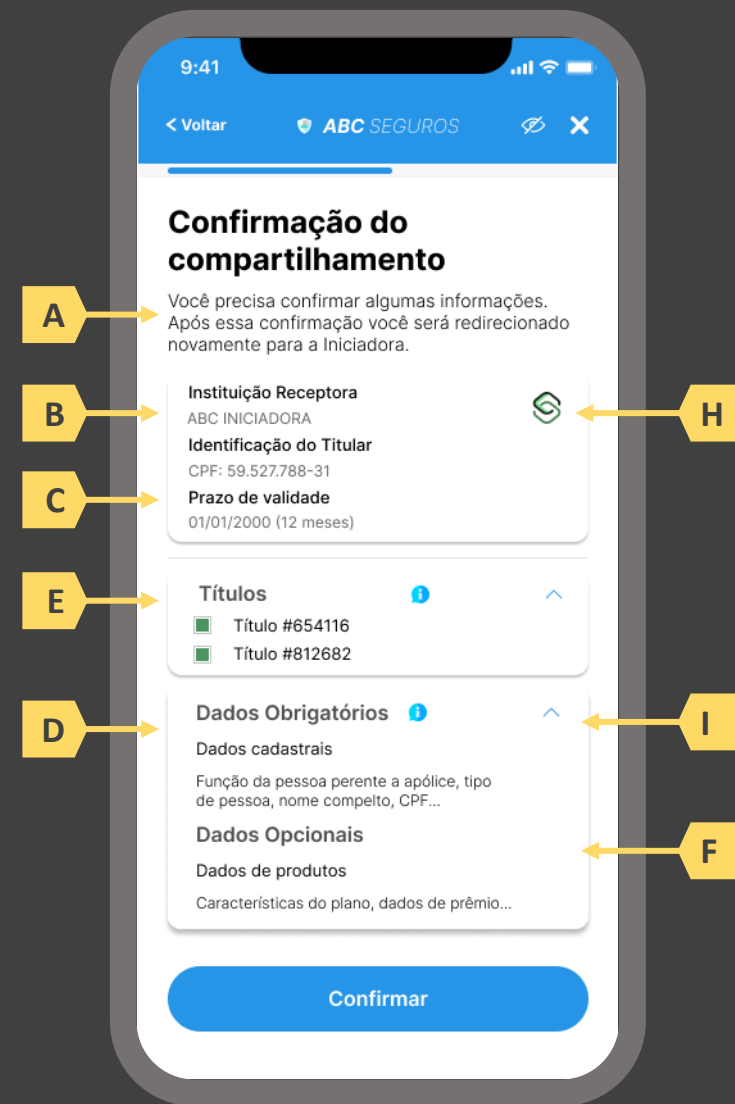 9:41
Voltar
ABC SEGUROS
Confirmação do
compartilhamento
A
Você precisa confirmar algumas informações.
Após essa confirmação você será redirecionado
novamente para a Iniciadora.
B
Instituição Receptora
ABC INICIADORA
H
Identificação do Titular
CPF: 59.527.788-31
C
Prazo de validade
01/01/2000 (12 meses)
E
Títulos
Título #654116
Título #812682
D
Dados Obrigatórios
I
Dados cadastrais
Função da pessoa perente a apólice, tipo
de pessoa, nome compelto, CPF...
Dados Opcionais
F
Dados de produtos
Características do plano, dados de prêmio...
Confirmar